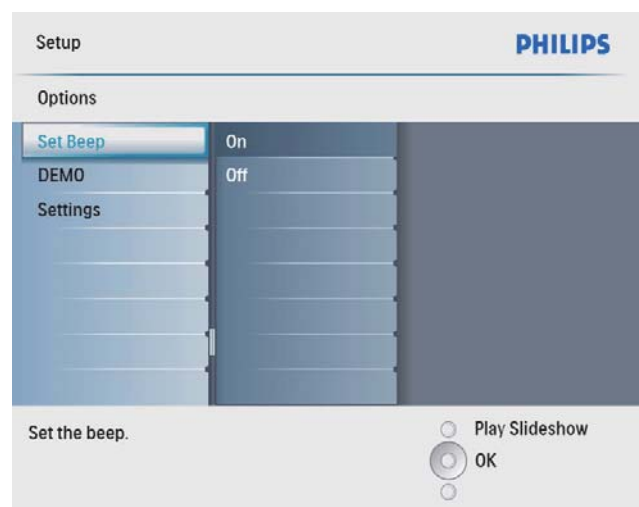 Setup
PHILIPS
Options
Set Beep
On
DEMO
Off
Settings
Set the beep.
Play Slideshow
OK